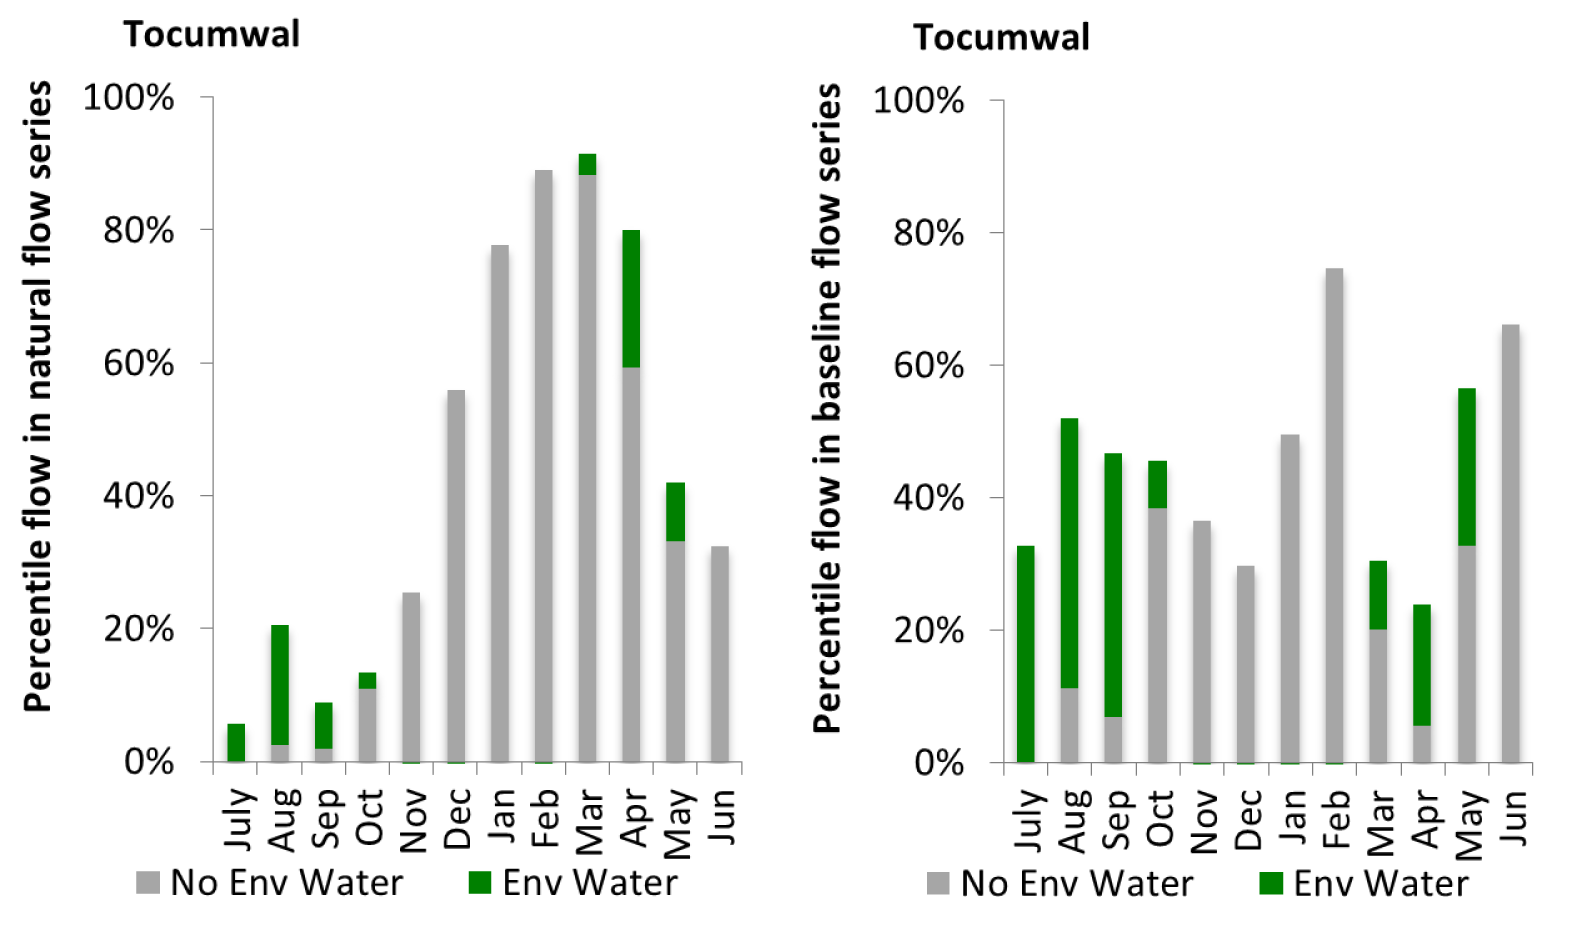 Tocumwal
Percentile flow in natural flow series
100%
80%
60%
40%
20%
0%
July
Aug
Sep
Oct
Nov
Dec
Jan
Feb
Mar
Apr
May
Jun
No Env Water
Env Water
Tocumwal
Percentile flow in baseline flow series
100%
80%
60%
40%
20%
0%
July
Aug
Sep
Oct
Nov
Dec
Jan
Feb
Mar
Apr
May
Jun
No Env Water
Env Water